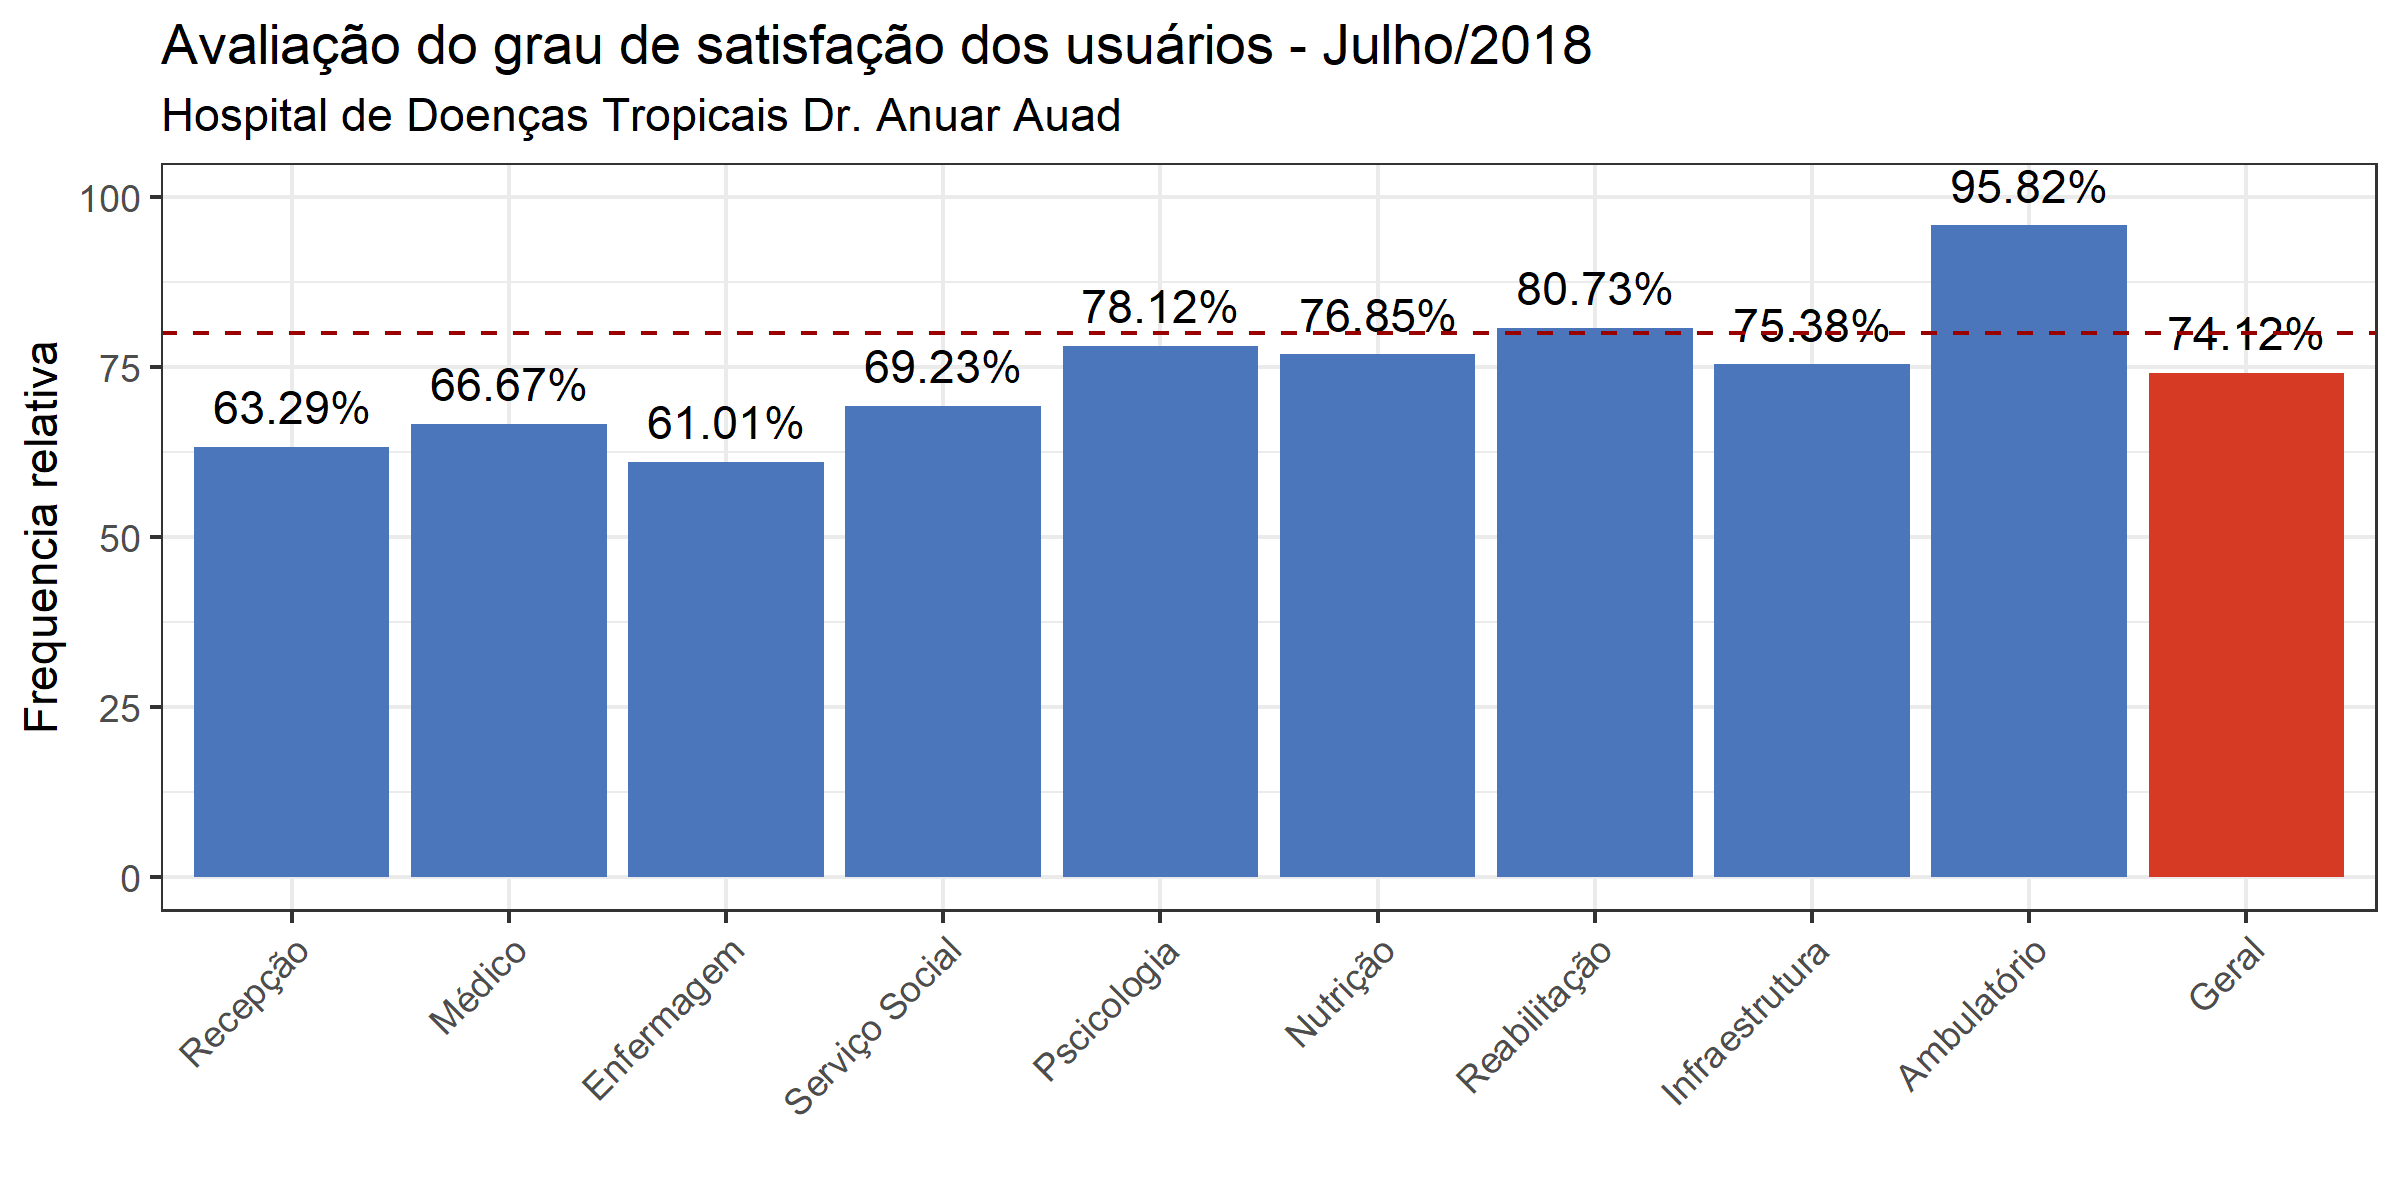 Avaliação do grau de satisfação dos usuários - Julho/2018
Hospital de Doenças Tropicais Dr. Anuar Auad
Frequencia relativa
100
75
50
25
0
63.29%
66.67%
61.01%
69.23%
78.12%
76.85%
80.73%
75.38%
95.82%
74.12%
Recepção
Médico
Enfermagem
Serviço Social
Pscicologia
Nutrição
Reabilitação
Infraestrutura
Ambulatório
Geral